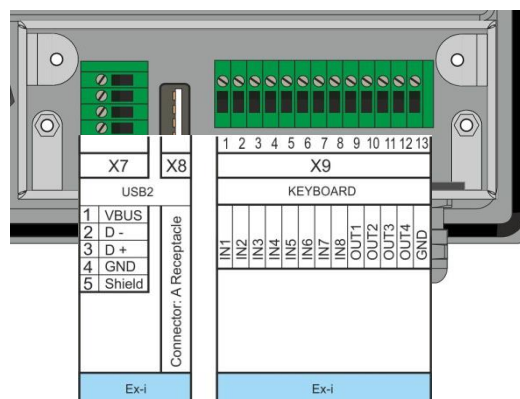 1 2 3 4 5 6 7 8 9 10 11 12 13
X7 X8 X9
USB2 KEYBOARD
1 VBUS
2 D -
3 D +
4 GND
5 Shield
Connector: A Receptacle
IN1
IN2
IN3
IN4
IN5
IN6
IN7
IN8
OUT1
OUT2
OUT3
OUT4
GND
Ex-i Ex-i